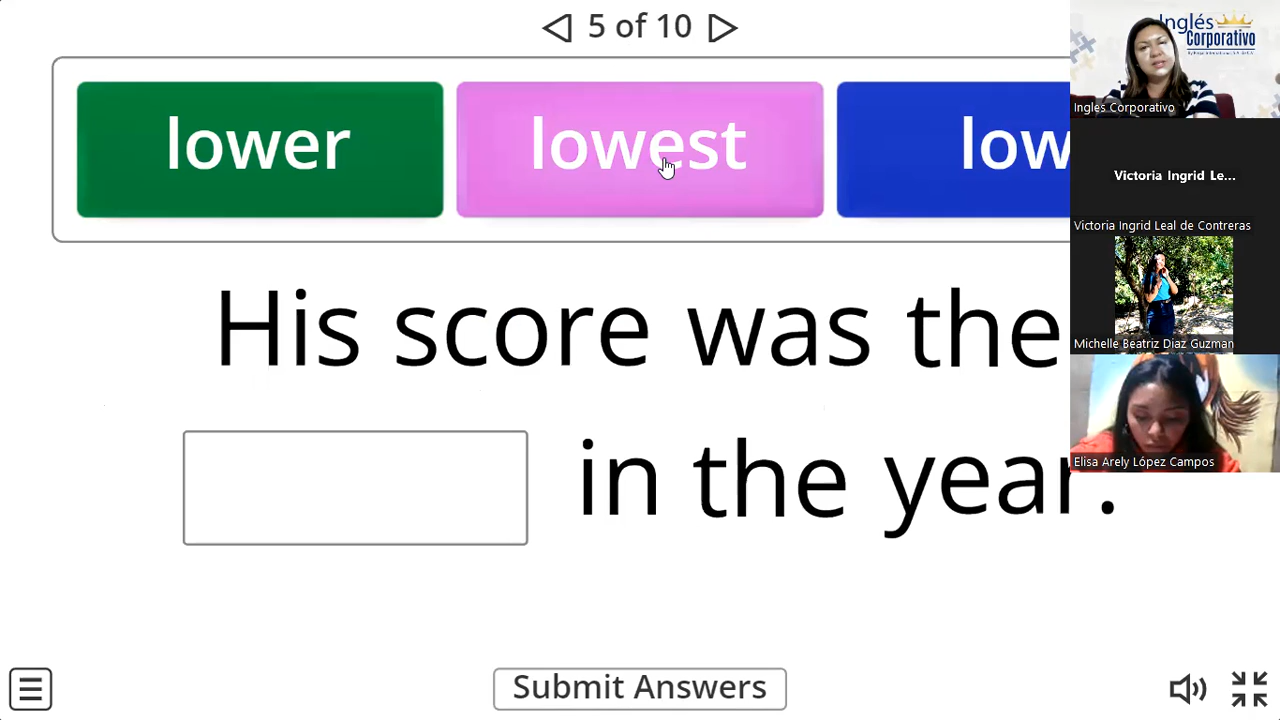 5 of 10
Inglés
Corporativo
lower
lowest
low
Ingles Corporativo
Victoria Ingrid Le...
Victoria Ingrid Leal de Contreras
His score was the
Michelle Beatriz Diaz Guzman
in the year.
Elisa Arely López Campos
Submit Answers